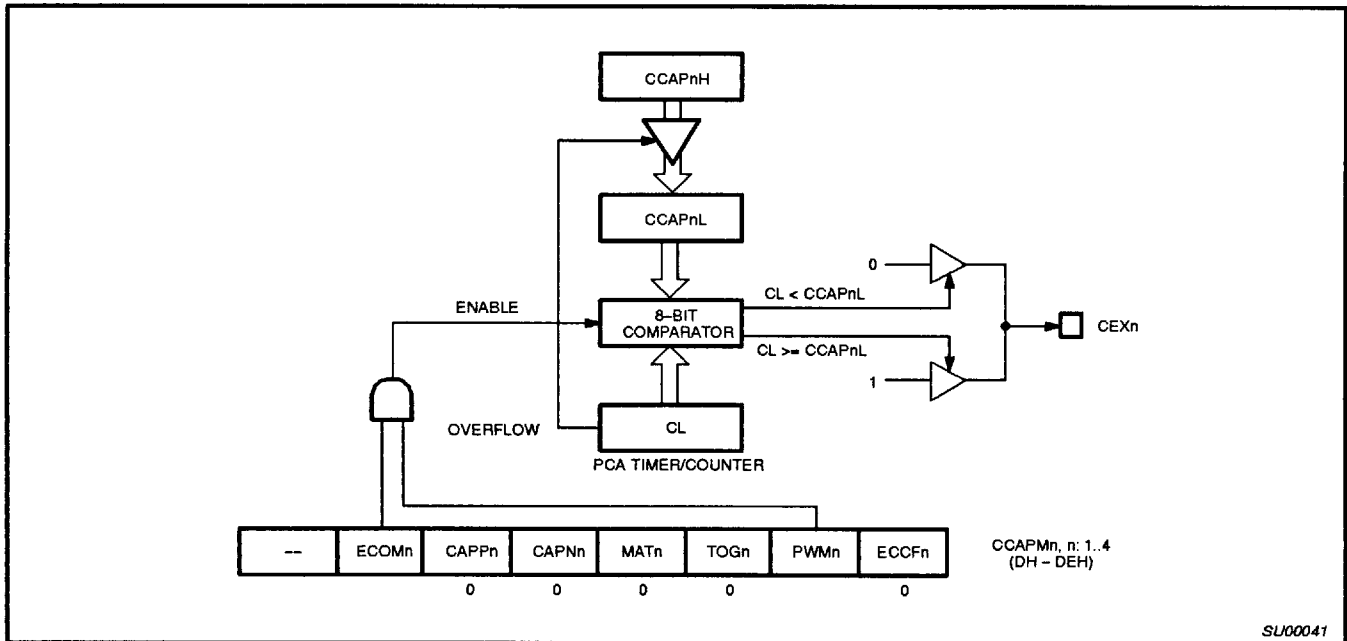 CCAPnH
CCAPnL
0
CL < CCAPnL
ENABLE
8–BIT
COMPARATOR
CEXn
CL >= CCAPnL
1
OVERFLOW
CL
PCA TIMER/COUNTER
-- ECOMn CAPPn CAPNn MATn TOGn PWMn ECCFn
CCAPMn, n: 1..4
(DH – DEH)
0 0 0 0 0
SU00041